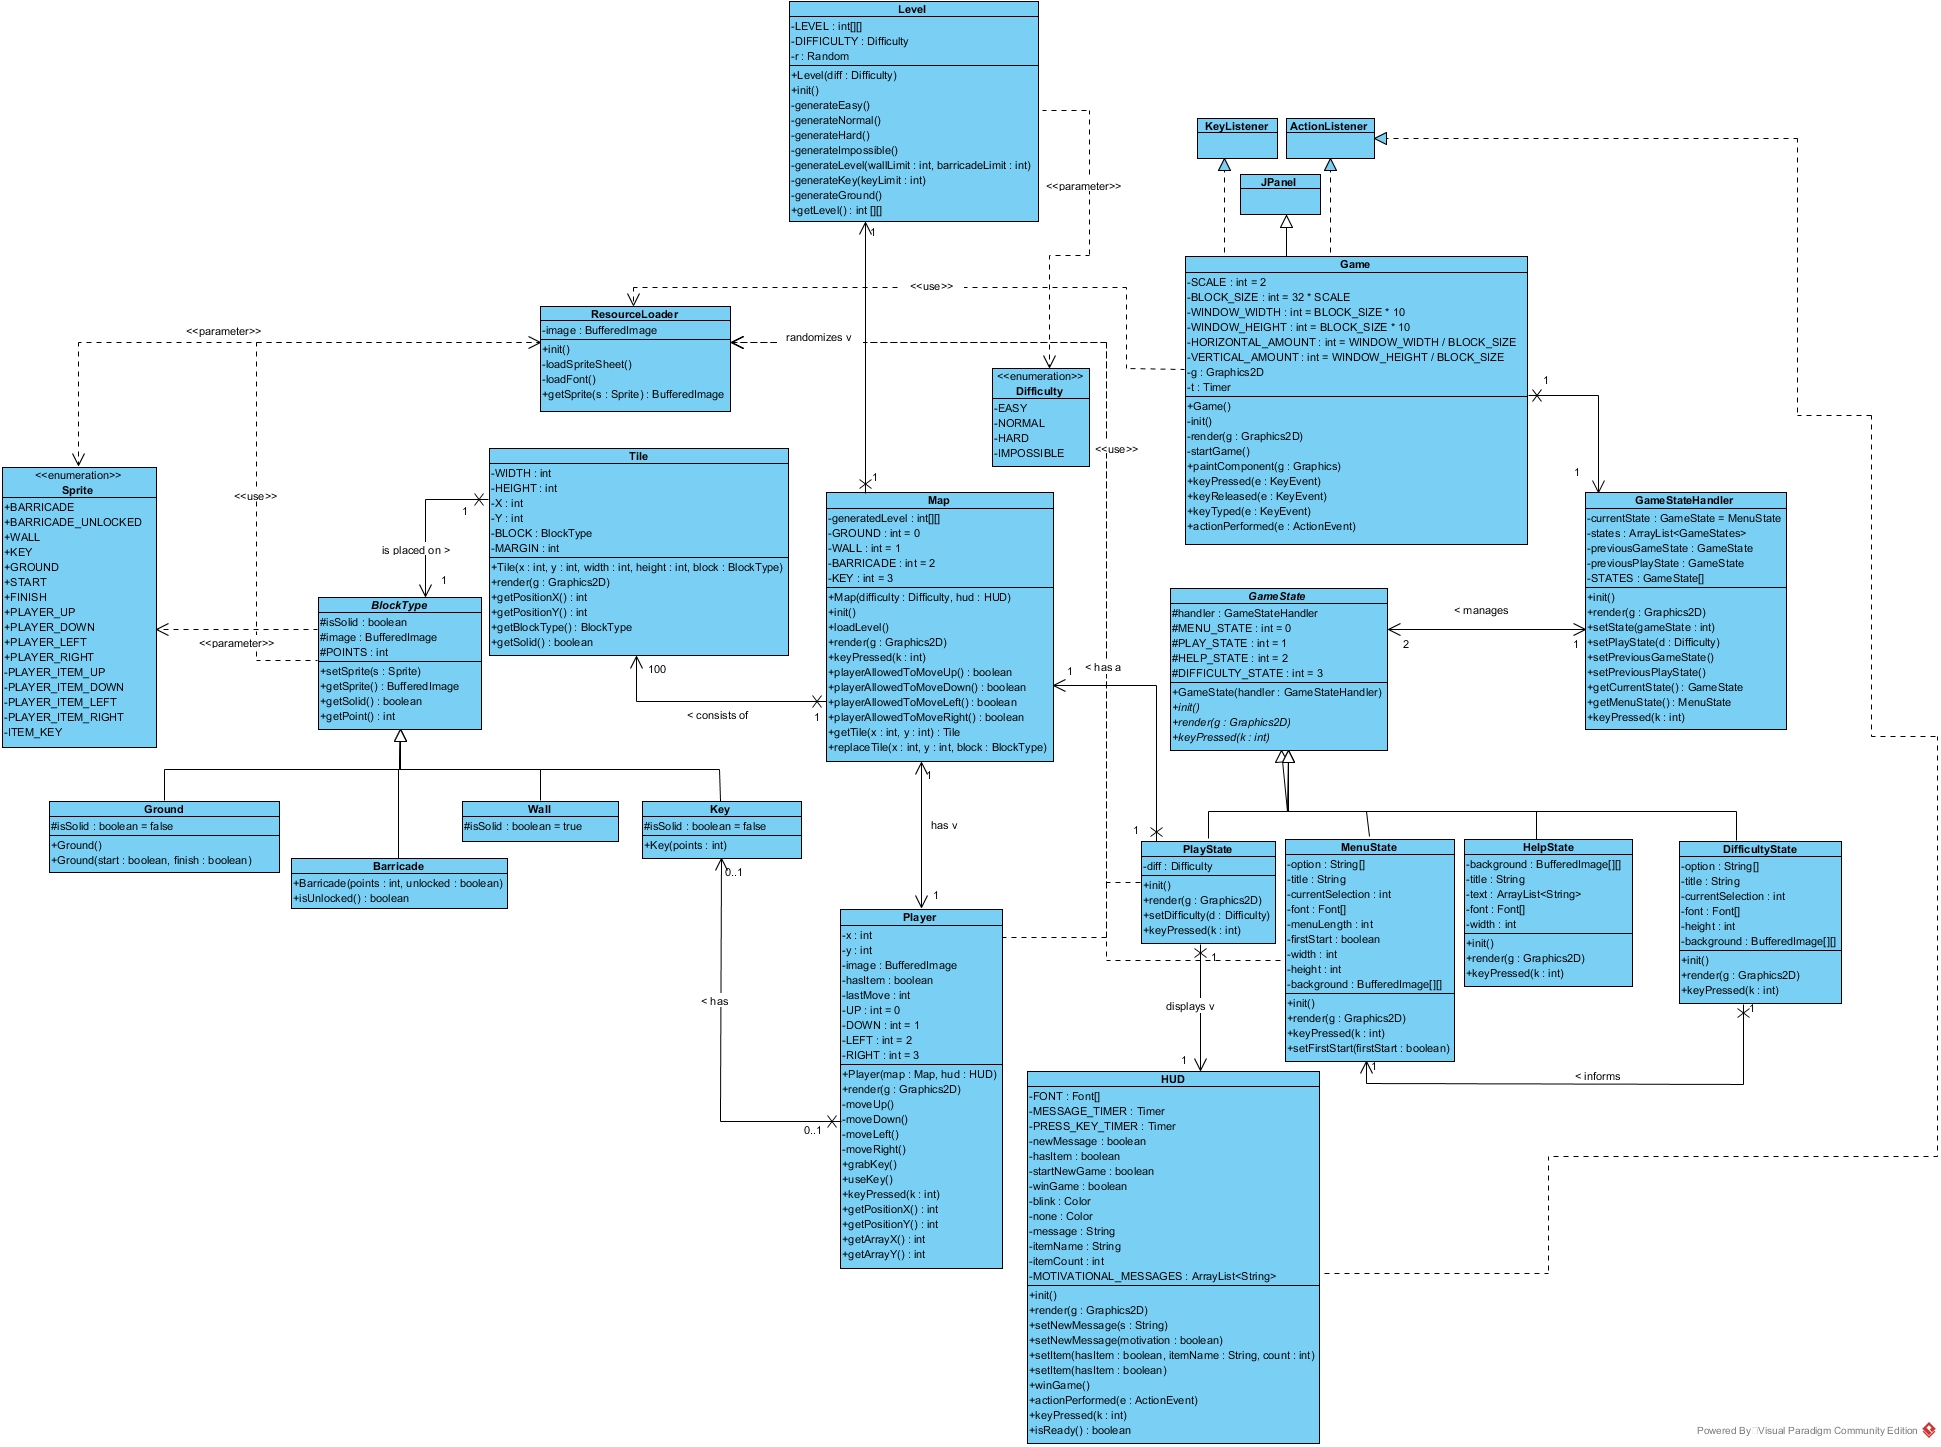 Level
-LEVEL : int[][]
-DIFFICULTY : Difficulty
-r : Random
+Level(diff : Difficulty)
+init()
-generateEasy()
-generateNormal()
-generateHard()
-generateImpossible()
-generateLevel(wallLimit : int, barricadeLimit : int)
-generateKey(keyLimit : int)
-generateGround()
+getLevel() : int [][]
1
<<parameter>>
KeyListener
ActionListener
JPanel
Game
-SCALE : int = 2
-BLOCK_SIZE : int = 32 * SCALE
-WINDOW_WIDTH : int = BLOCK_SIZE * 10
-WINDOW_HEIGHT : int = BLOCK_SIZE * 10
-HORIZONTAL_AMOUNT : int = WINDOW_WIDTH / BLOCK_SIZE
-VERTICAL_AMOUNT : int = WINDOW_HEIGHT / BLOCK_SIZE
-g : Graphics2D
-t : Timer
+Game()
-init()
-render(g : Graphics2D)
-startGame()
+paintComponent(g : Graphics)
+keyPressed(e : KeyEvent)
+keyReleased(e : KeyEvent)
+keyTyped(e : KeyEvent)
+actionPerformed(e : ActionEvent)
1
1
<<use>>
ResourceLoader
-image : BufferedImage
+init()
-loadSpriteSheet()
-loadFont()
+getSprite(s : Sprite) : BufferedImage
<<parameter>>
randomizes v
<<enumeration>>
Difficulty
-EASY
-NORMAL
-HARD
-IMPOSSIBLE
<<use>>
<<enumeration>>
Sprite
+BARRICADE
+BARRICADE_UNLOCKED
+WALL
+KEY
+GROUND
+START
+FINISH
+PLAYER_UP
+PLAYER_DOWN
+PLAYER_LEFT
+PLAYER_RIGHT
-PLAYER_ITEM_UP
-PLAYER_ITEM_DOWN
-PLAYER_ITEM_LEFT
-PLAYER_ITEM_RIGHT
-ITEM_KEY
<<use>>
<<parameter>>
Tile
-WIDTH : int
-HEIGHT : int
-X : int
-Y : int
-BLOCK : BlockType
-MARGIN : int
+Tile(x : int, y : int, width : int, height : int, block : BlockType)
+render(g : Graphics2D)
+getPositionX() : int
+getPositionY() : int
+getBlockType() : BlockType
+getSolid() : boolean
1
is placed on >
1
100
< consists of
1
BlockType
#isSolid : boolean
#image : BufferedImage
#POINTS : int
+setSprite(s : Sprite)
+getSprite() : BufferedImage
+getSolid() : boolean
+getPoint() : int
1
Map
-generatedLevel : int[][]
-GROUND : int = 0
-WALL : int = 1
-BARRICADE : int = 2
-KEY : int = 3
+Map(difficulty : Difficulty, hud : HUD)
+init()
+loadLevel()
+render(g : Graphics2D)
+keyPressed(k : int)
+playerAllowedToMoveUp() : boolean
+playerAllowedToMoveDown() : boolean
+playerAllowedToMoveLeft() : boolean
+playerAllowedToMoveRight() : boolean
+getTile(x : int, y : int) : Tile
+replaceTile(x : int, y : int, block : BlockType)
1
< has a
1
GameState
#handler : GameStateHandler
#MENU_STATE : int = 0
#PLAY_STATE : int = 1
#HELP_STATE : int = 2
#DIFFICULTY_STATE : int = 3
+GameState(handler : GameStateHandler)
+init()
+render(g : Graphics2D)
+keyPressed(k : int)
< manages
2
1
GameStateHandler
-currentState : GameState = MenuState
-states : ArrayList<GameStates>
-previousGameState : GameState
-previousPlayState : GameState
-STATES : GameState[]
+init()
+render(g : Graphics2D)
+setState(gameState : int)
+setPlayState(d : Difficulty)
+setPreviousGameState()
+setPreviousPlayState()
+getCurrentState() : GameState
+getMenuState() : MenuState
+keyPressed(k : int)
Ground
#isSolid : boolean = false
+Ground()
+Ground(start : boolean, finish : boolean)
Barricade
+Barricade(points : int, unlocked : boolean)
+isUnlocked() : boolean
Wall
#isSolid : boolean = true
Key
#isSolid : boolean = false
+Key(points : int)
0..1
< has
0..1
1
has v
1
Player
-x : int
-y : int
-image : BufferedImage
-hasItem : boolean
-lastMove : int
-UP : int = 0
-DOWN : int = 1
-LEFT : int = 2
-RIGHT : int = 3
+Player(map : Map, hud : HUD)
+render(g : Graphics2D)
-moveUp()
-moveDown()
-moveLeft()
-moveRight()
+grabKey()
+useKey()
+keyPressed(k : int)
+getPositionX() : int
+getPositionY() : int
+getArrayX() : int
+getArrayY() : int
PlayState
-diff : Difficulty
+init()
+render(g : Graphics2D)
+setDifficulty(d : Difficulty)
+keyPressed(k : int)
1
displays v
1
MenuState
-option : String[]
-title : String
-currentSelection : int
-font : Font[]
-menuLength : int
-firstStart : boolean
-width : int
-height : int
-background : BufferedImage[][]
+init()
+render(g : Graphics2D)
+keyPressed(k : int)
+setFirstStart(firstStart : boolean)
1
HelpState
-background : BufferedImage[][]
-title : String
-text : ArrayList<String>
-font : Font[]
-width : int
+init()
+render(g : Graphics2D)
+keyPressed(k : int)
DifficultyState
-option : String[]
-title : String
-currentSelection : int
-font : Font[]
-height : int
-background : BufferedImage[][]
+init()
+render(g : Graphics2D)
+keyPressed(k : int)
1
< informs
HUD
-FONT : Font[]
-MESSAGE_TIMER : Timer
-PRESS_KEY_TIMER : Timer
-newMessage : boolean
-hasItem : boolean
-startNewGame : boolean
-winGame : boolean
-blink : Color
-none : Color
-message : String
-itemName : String
-itemCount : int
-MOTIVATIONAL_MESSAGES : ArrayList<String>
+init()
+render(g : Graphics2D)
+setNewMessage(s : String)
+setNewMessage(motivation : boolean)
+setItem(hasItem : boolean, itemName : String, count : int)
+setItem(hasItem : boolean)
+winGame()
+actionPerformed(e : ActionEvent)
+keyPressed(k : int)
+isReady() : boolean
Powered By Visual Paradigm Community Edition